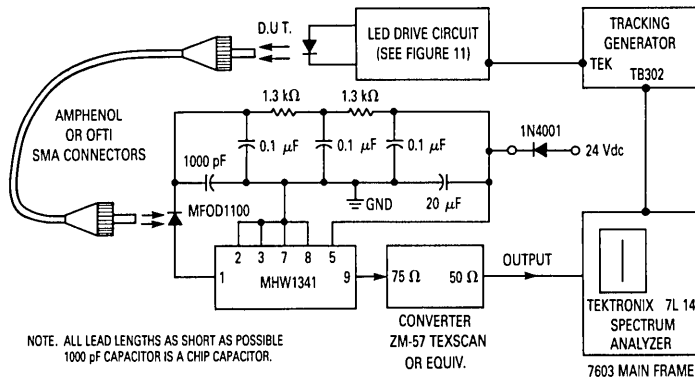 D.U.T.
LED DRIVE CIRCUIT
(SEE FIGURE 11)
TRACKING
GENERATOR
TEK
TB302
AMPHENOL
OR OFTI
SMA CONNECTORS
1.3 kΩ
1.3 kΩ
0.1 μF
0.1 μF
0.1 μF
1000 pF
1N4001
24 Vdc
GND
20 μF
MFOD1100
2
3
7
8
5
1
MHW1341
9
75 Ω
50 Ω
OUTPUT
CONVERTER
ZM-57 TEXSCAN
OR EQUIV.
TEKTRONIX 7L 14
SPECTRUM
ANALYZER
7603 MAIN FRAME
NOTE. ALL LEAD LENGTHS AS SHORT AS POSSIBLE
1000 pF CAPACITOR IS A CHIP CAPACITOR.